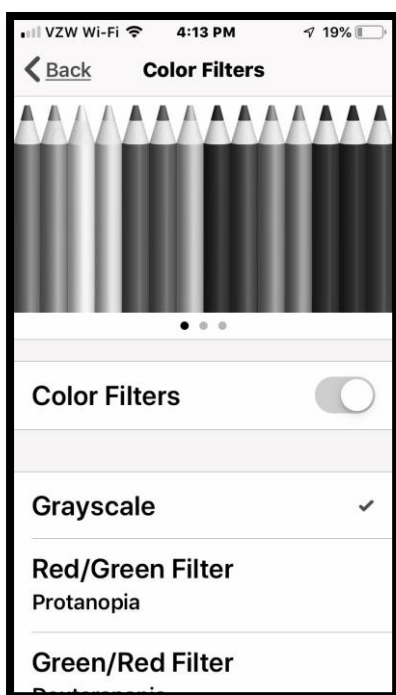 VZW Wi-Fi 4:13 PM 19%
Back Color Filters
Color Filters
Grayscale
Red/Green Filter
Protanopia
Green/Red Filter